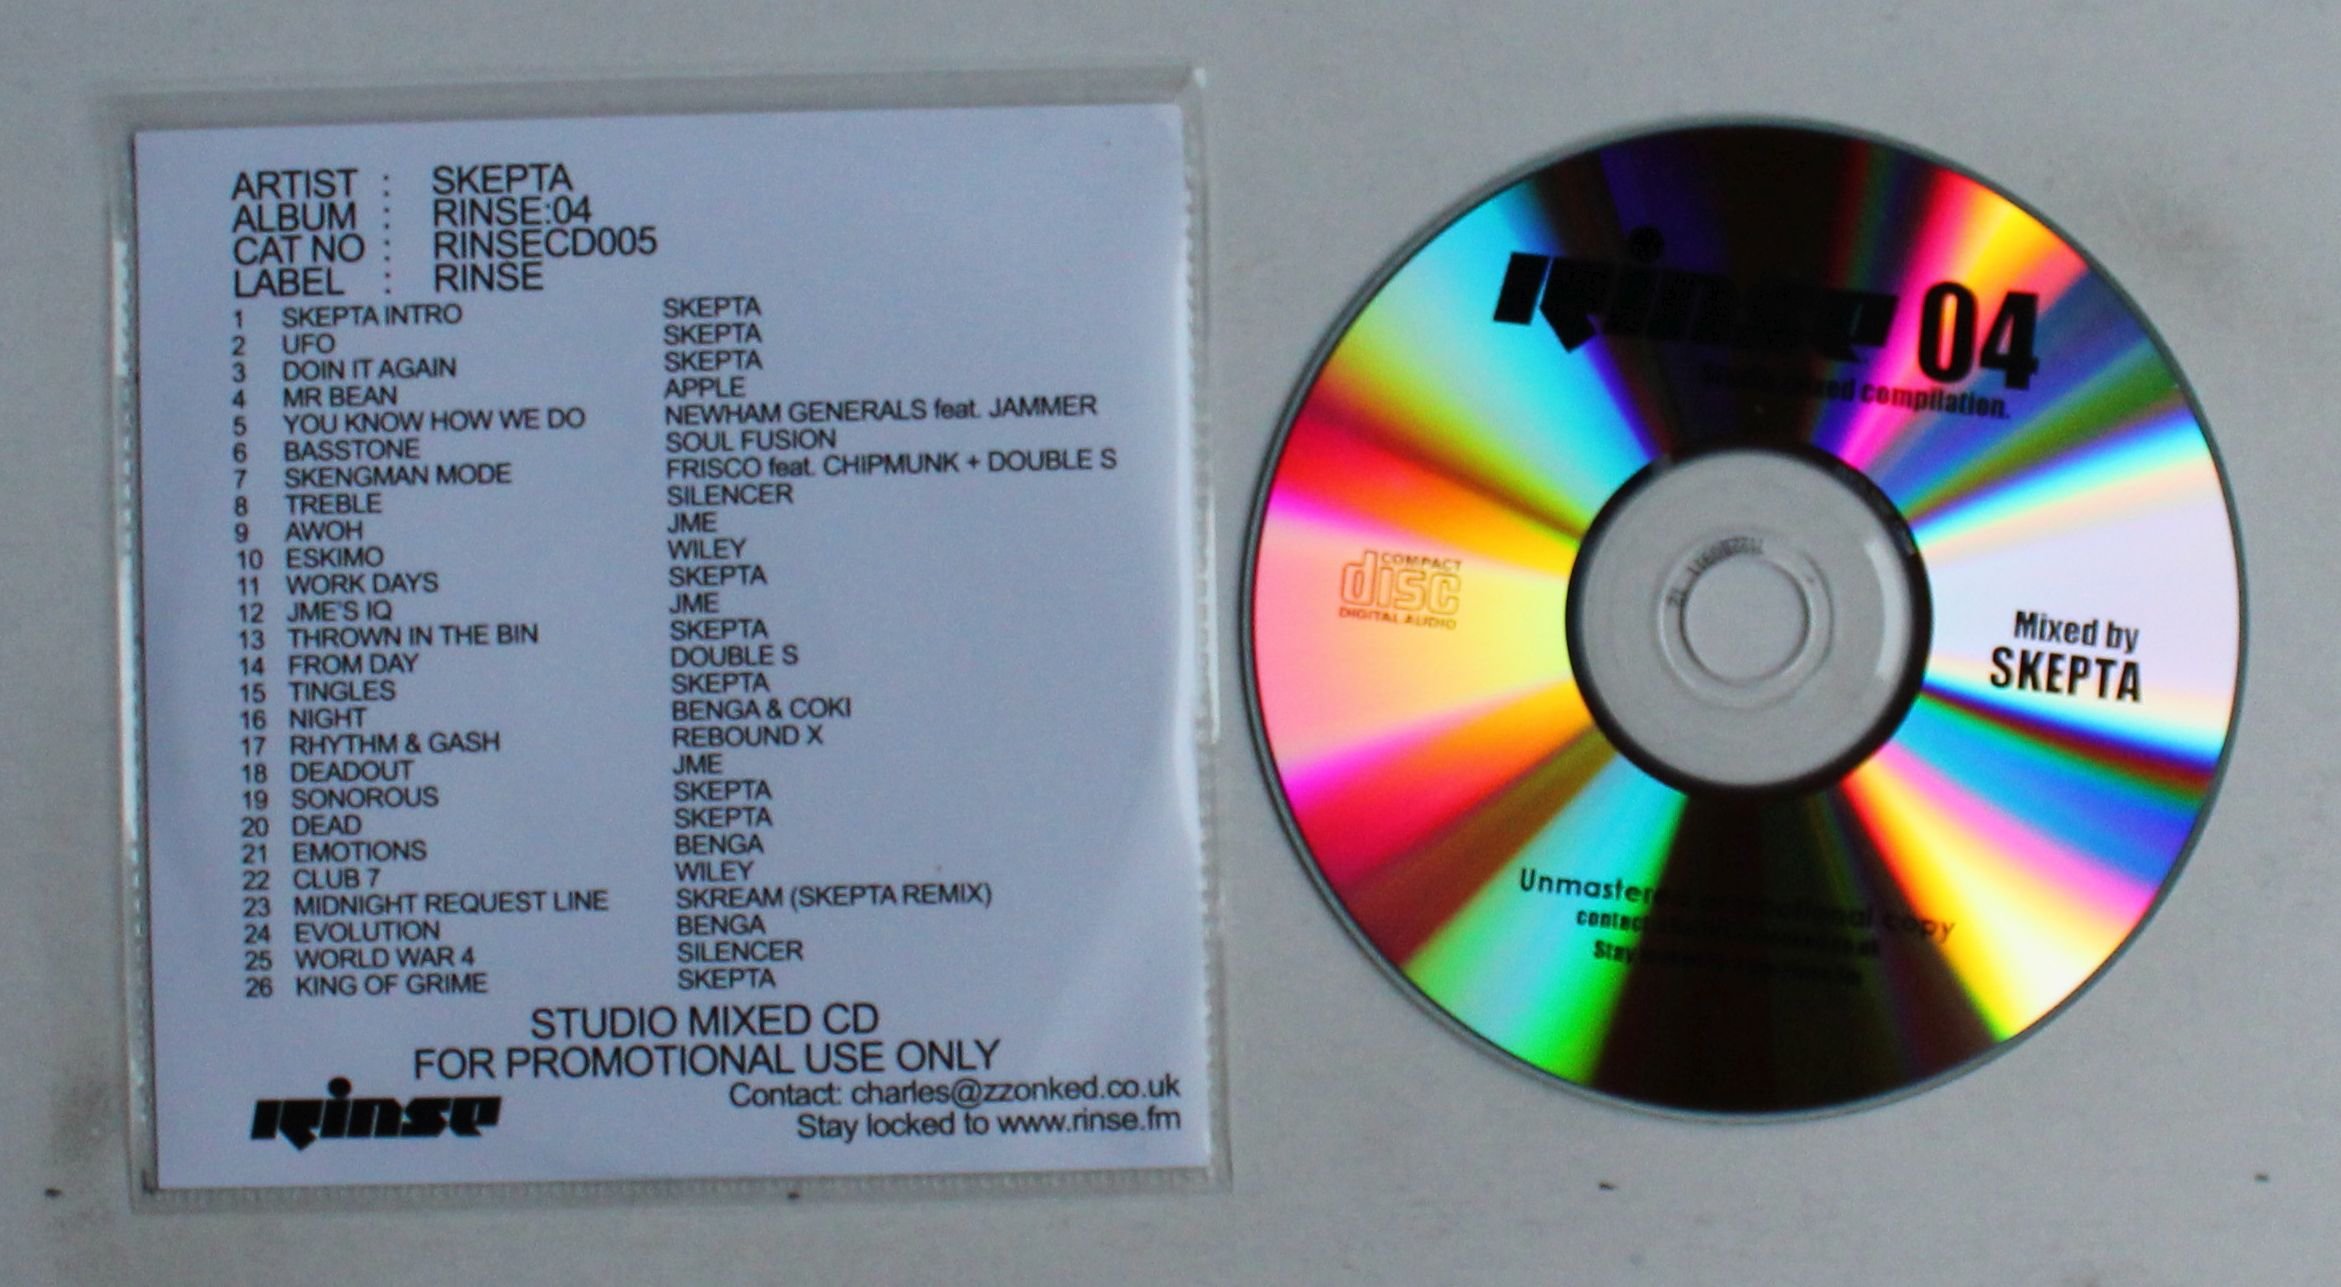 ARTIST : SKEPTA
ALBUM : RINSE:04
CAT NO : RINSECD005
LABEL : RINSE
1 SKEPTA INTRO SKEPTA
2 UFO SKEPTA
3 DOIN IT AGAIN SKEPTA
4 MR BEAN APPLE
5 YOU KNOW HOW WE DO NEWHAM GENERALS feat. JAMMER
6 BASSTONE SOUL FUSION
7 SKENGMAN MODE FRISCO feat. CHIPMUNK + DOUBLE S
8 TREBLE SILENCER
9 AWOH JME
10 ESKIMO WILEY
11 WORK DAYS SKEPTA
12 JME'S IQ JME
13 THROWN IN THE BIN SKEPTA
14 FROM DAY DOUBLE S
15 TINGLES SKEPTA
16 NIGHT BENGA & COKI
17 RHYTHM & GASH REBOUND X
18 DEADOUT JME
19 SONOROUS SKEPTA
20 DEAD SKEPTA
21 EMOTIONS BENGA
22 CLUB 7 WILEY
23 MIDNIGHT REQUEST LINE SKREAM (SKEPTA REMIX)
24 EVOLUTION BENGA
25 WORLD WAR 4 SILENCER
26 KING OF GRIME SKEPTA
STUDIO MIXED CD
FOR PROMOTIONAL USE ONLY
rinse
Contact: charles@zzonked.co.uk
Stay locked to www.rinse.fm
rinse 04
compilation.
COMPACT
disc
DIGITAL AUDIO
Mixed by
SKEPTA
Unmastered promotional copy
contact
Stay